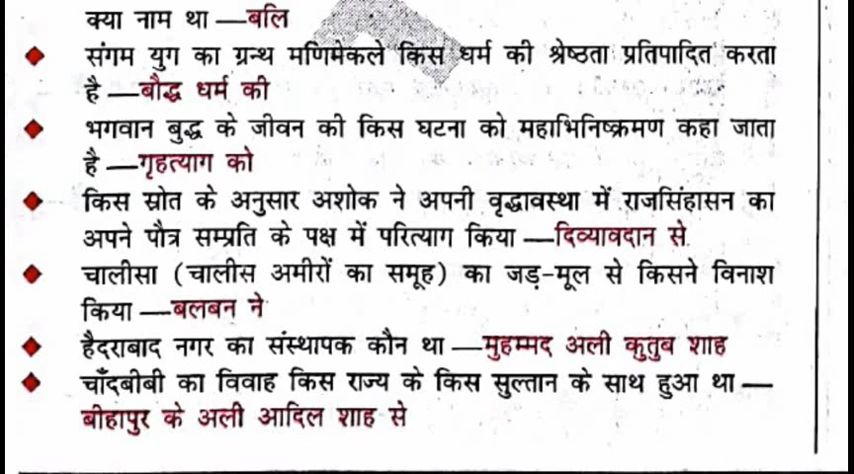 क्या नाम था —बलि
संगम युग का ग्रन्थ मणिमेकले किस धर्म की श्रेष्ठता प्रतिपादित करता
है —बौद्ध धर्म की
भगवान बुद्ध के जीवन की किस घटना को महाभिनिष्क्रमण कहा जाता
है —गृहत्याग को
किस स्रोत के अनुसार अशोक ने अपनी वृद्धावस्था में राजसिंहासन का
अपने पौत्र सम्प्रति के पक्ष में परित्याग किया —दिव्यावदान से
चालीसा (चालीस अमीरों का समूह) का जड़-मूल से किसने विनाश
किया —बलबन ने
हैदराबाद नगर का संस्थापक कौन था —मुहम्मद अली कुतुब शाह
चाँदबीबी का विवाह किस राज्य के किस सुल्तान के साथ हुआ था —
बीहापुर के अली आदिल शाह से